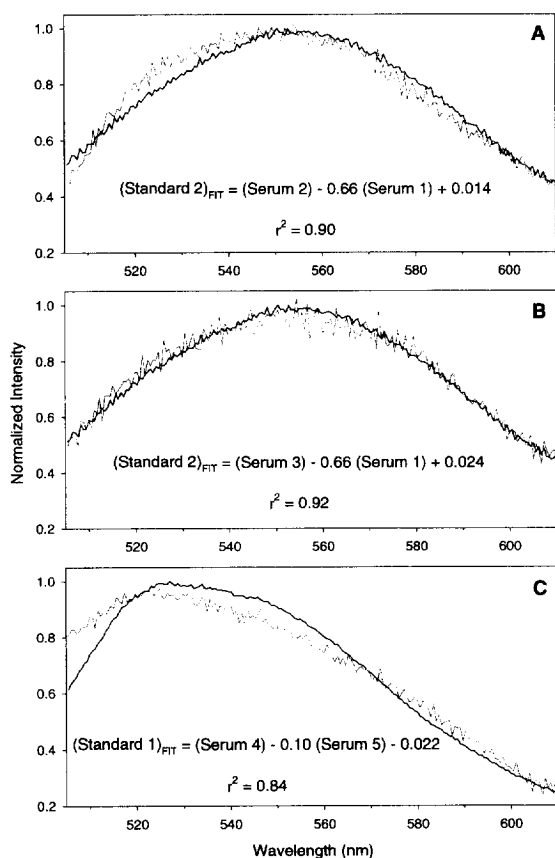 A
1.0
0.8
0.6
0.4
0.2
(Standard 2)FIT = (Serum 2) - 0.66 (Serum 1) + 0.014
r² = 0.90
520 540 560 580 600
B
1.0
0.8
0.6
0.4
0.2
Normalized Intensity
(Standard 2)FIT = (Serum 3) - 0.66 (Serum 1) + 0.024
r² = 0.92
520 540 560 580 600
C
1.0
0.8
0.6
0.4
0.2
(Standard 1)FIT = (Serum 4) - 0.10 (Serum 5) - 0.022
r² = 0.84
520 540 560 580 600
Wavelength (nm)